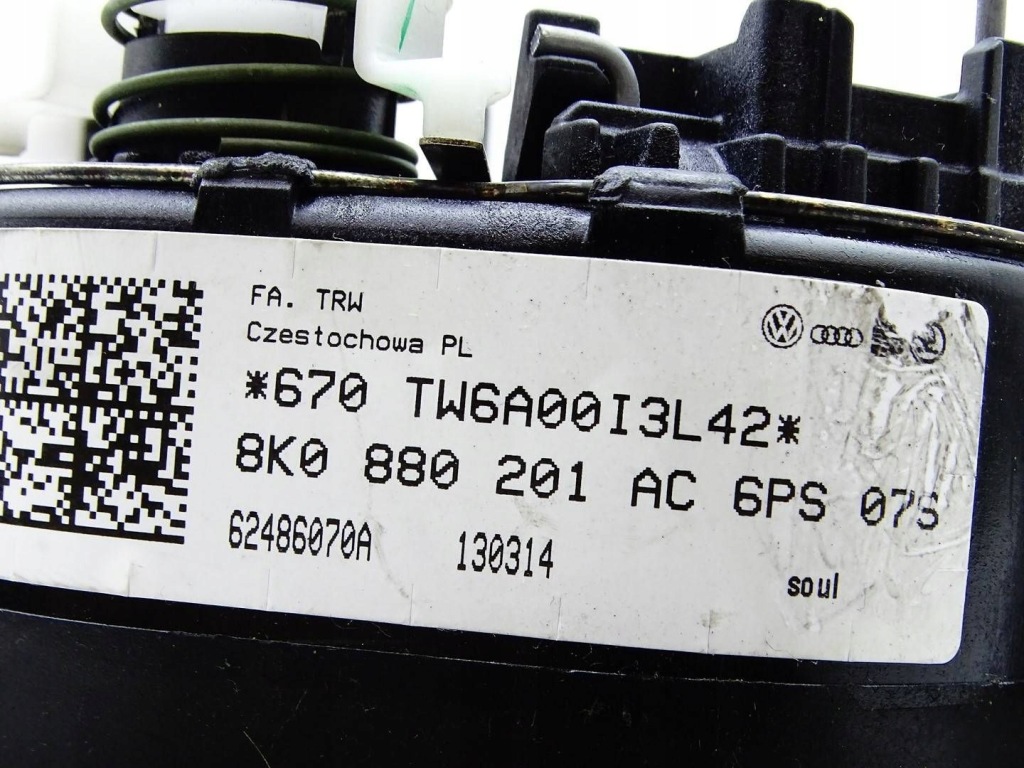 FA. TRW
Czestochowa PL
*670 TW6A00I3L42*
8K0 880 201 AC 6PS 07S
62486070A 130314
soul